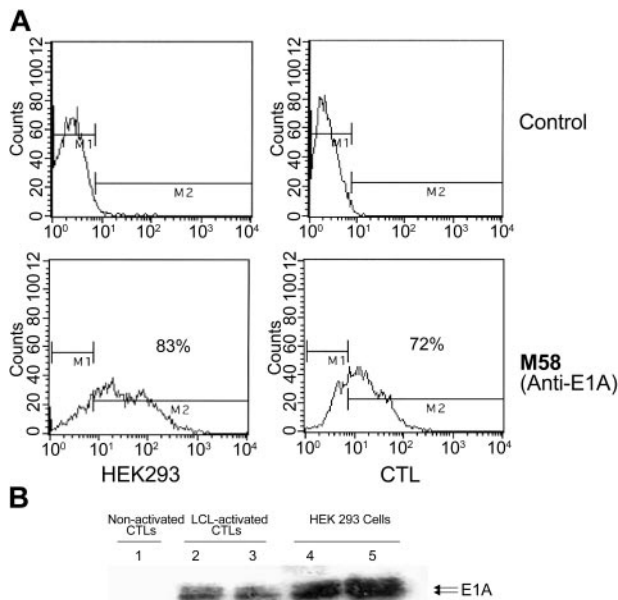 A
Counts
0 20 40 60 80 100 12
M1
M2
10^0 10^1 10^2 10^3 10^4
Counts
0 20 40 60 80 100 12
M1
M2
10^0 10^1 10^2 10^3 10^4
Control
Counts
0 20 40 60 80 100 12
M1
83%
M2
10^0 10^1 10^2 10^3 10^4
HEK293
Counts
0 20 40 60 80 100 12
M1
72%
M2
10^0 10^1 10^2 10^3 10^4
CTL
M58
(Anti-E1A)
B
Non-activated
CTLs
LCL-activated
CTLs
HEK 293 Cells
1 2 3 4 5
E1A